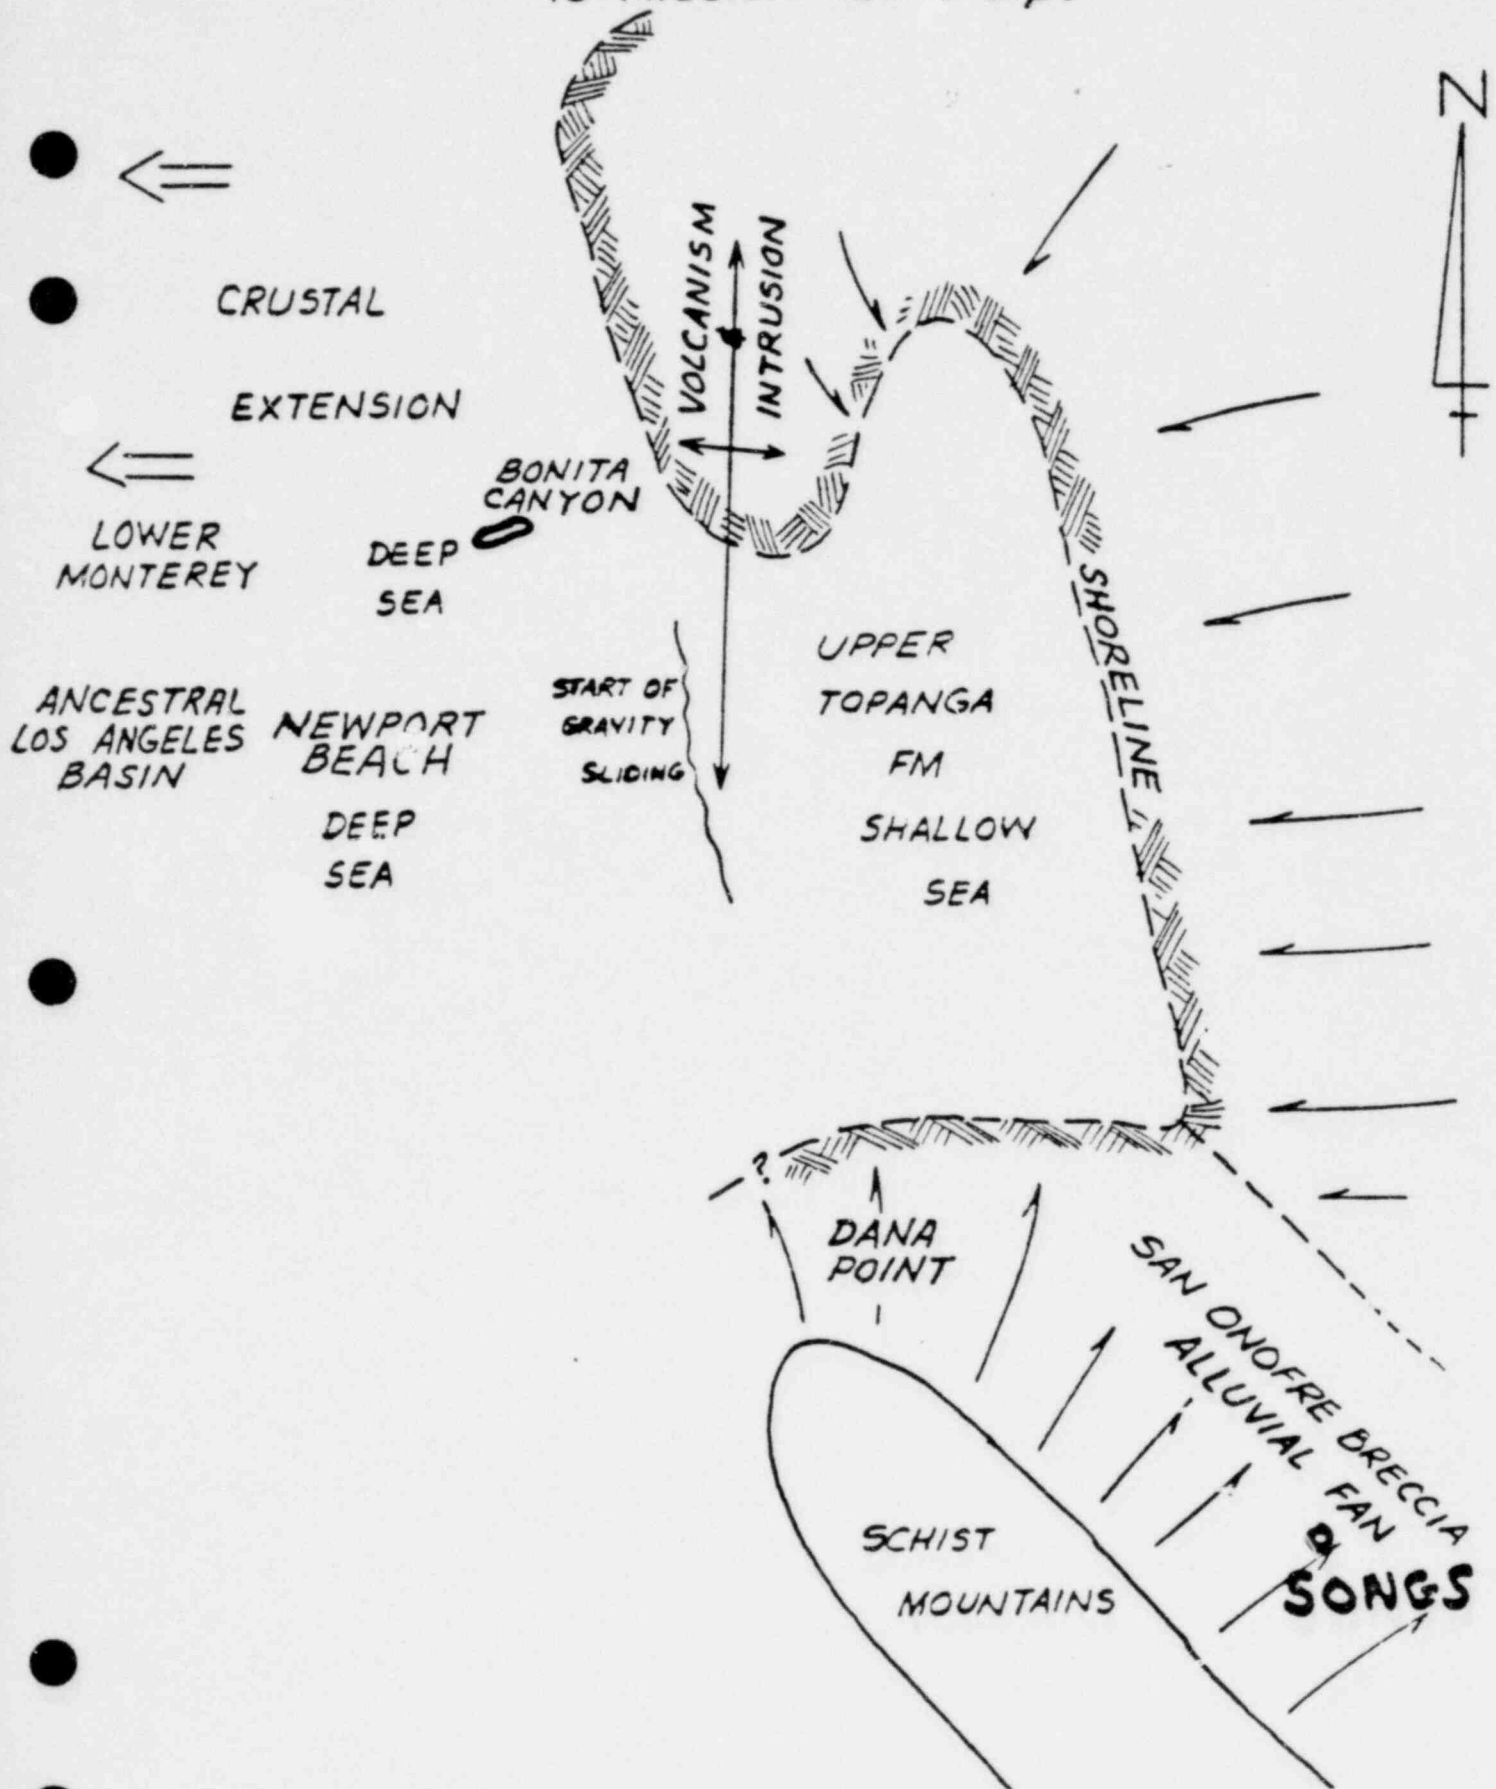 N
CRUSTAL
EXTENSION
VOLCANISM
INTRUSION
BONITA
CANYON
LOWER
MONTEREY
DEEP
SEA
SHORELINE
ANCESTRAL
LOS ANGELES
BASIN
NEWPORT
BEACH
DEEP
SEA
START OF
GRAVITY
SLIDING
UPPER
TOPANGA
FM
SHALLOW
SEA
?
DANA
POINT
SAN ONOFRE BRECCIA
ALLUVIAL FAN
SONGS
SCHIST
MOUNTAINS